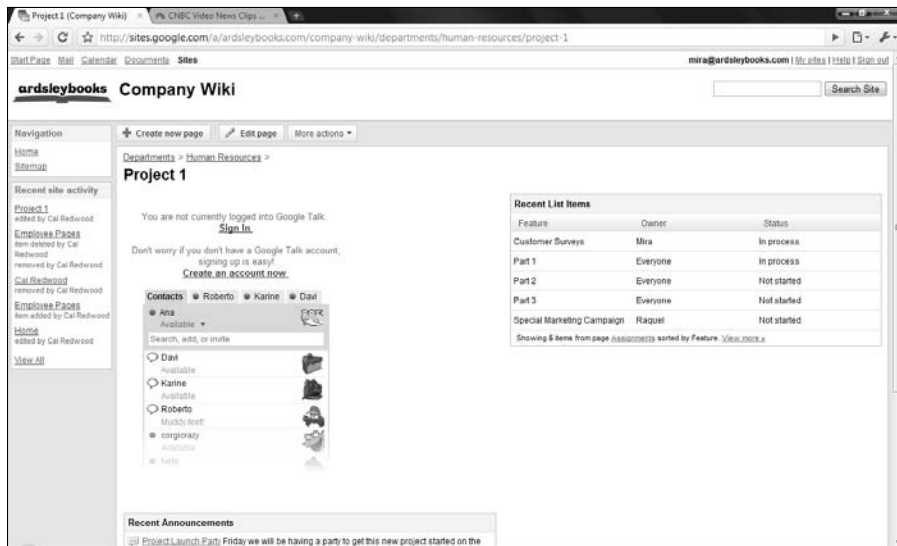 Project 1 (Company Wiki)
CNBC Video News Clips ...
http://sites.google.com/a/ardsleybooks.com/company-wiki/departments/human-resources/project-1
Start Page Mail Calendar Documents Sites
mira@ardsleybooks.com | My sites | Help | Sign out
ardsleybooks
Company Wiki
Search Site
Navigation
Home
Sitemap
Recent site activity
Project 1
edited by Cal Redwood
Employee Pages
item deleted by Cal
Redwood
removed by Cal Redwood
Cal Redwood
removed by Cal Redwood
Employee Pages
item added by Cal Redwood
Home
edited by Cal Redwood
View All
Create new page
Edit page
More actions
Departments > Human Resources >
Project 1
You are not currently logged into Google Talk.
Sign In
Don't worry if you don't have a Google Talk account,
signing up is easy!
Create an account now
Contacts Roberto Karine Davi
Ana
Available
Search, add, or invite
Davi
Available
Karine
Available
Roberto
Muddy feet!
corgicrazy
Available
Recent List Items
Feature Owner Status
Customer Surveys Mira In process
Part 1 Everyone In process
Part 2 Everyone Not started
Part 3 Everyone Not started
Special Marketing Campaign Raquel Not started
Showing 5 items from page Assignments sorted by Feature. View more »
Recent Announcements
Project Launch Party Friday we will be having a party to get this new project started on the